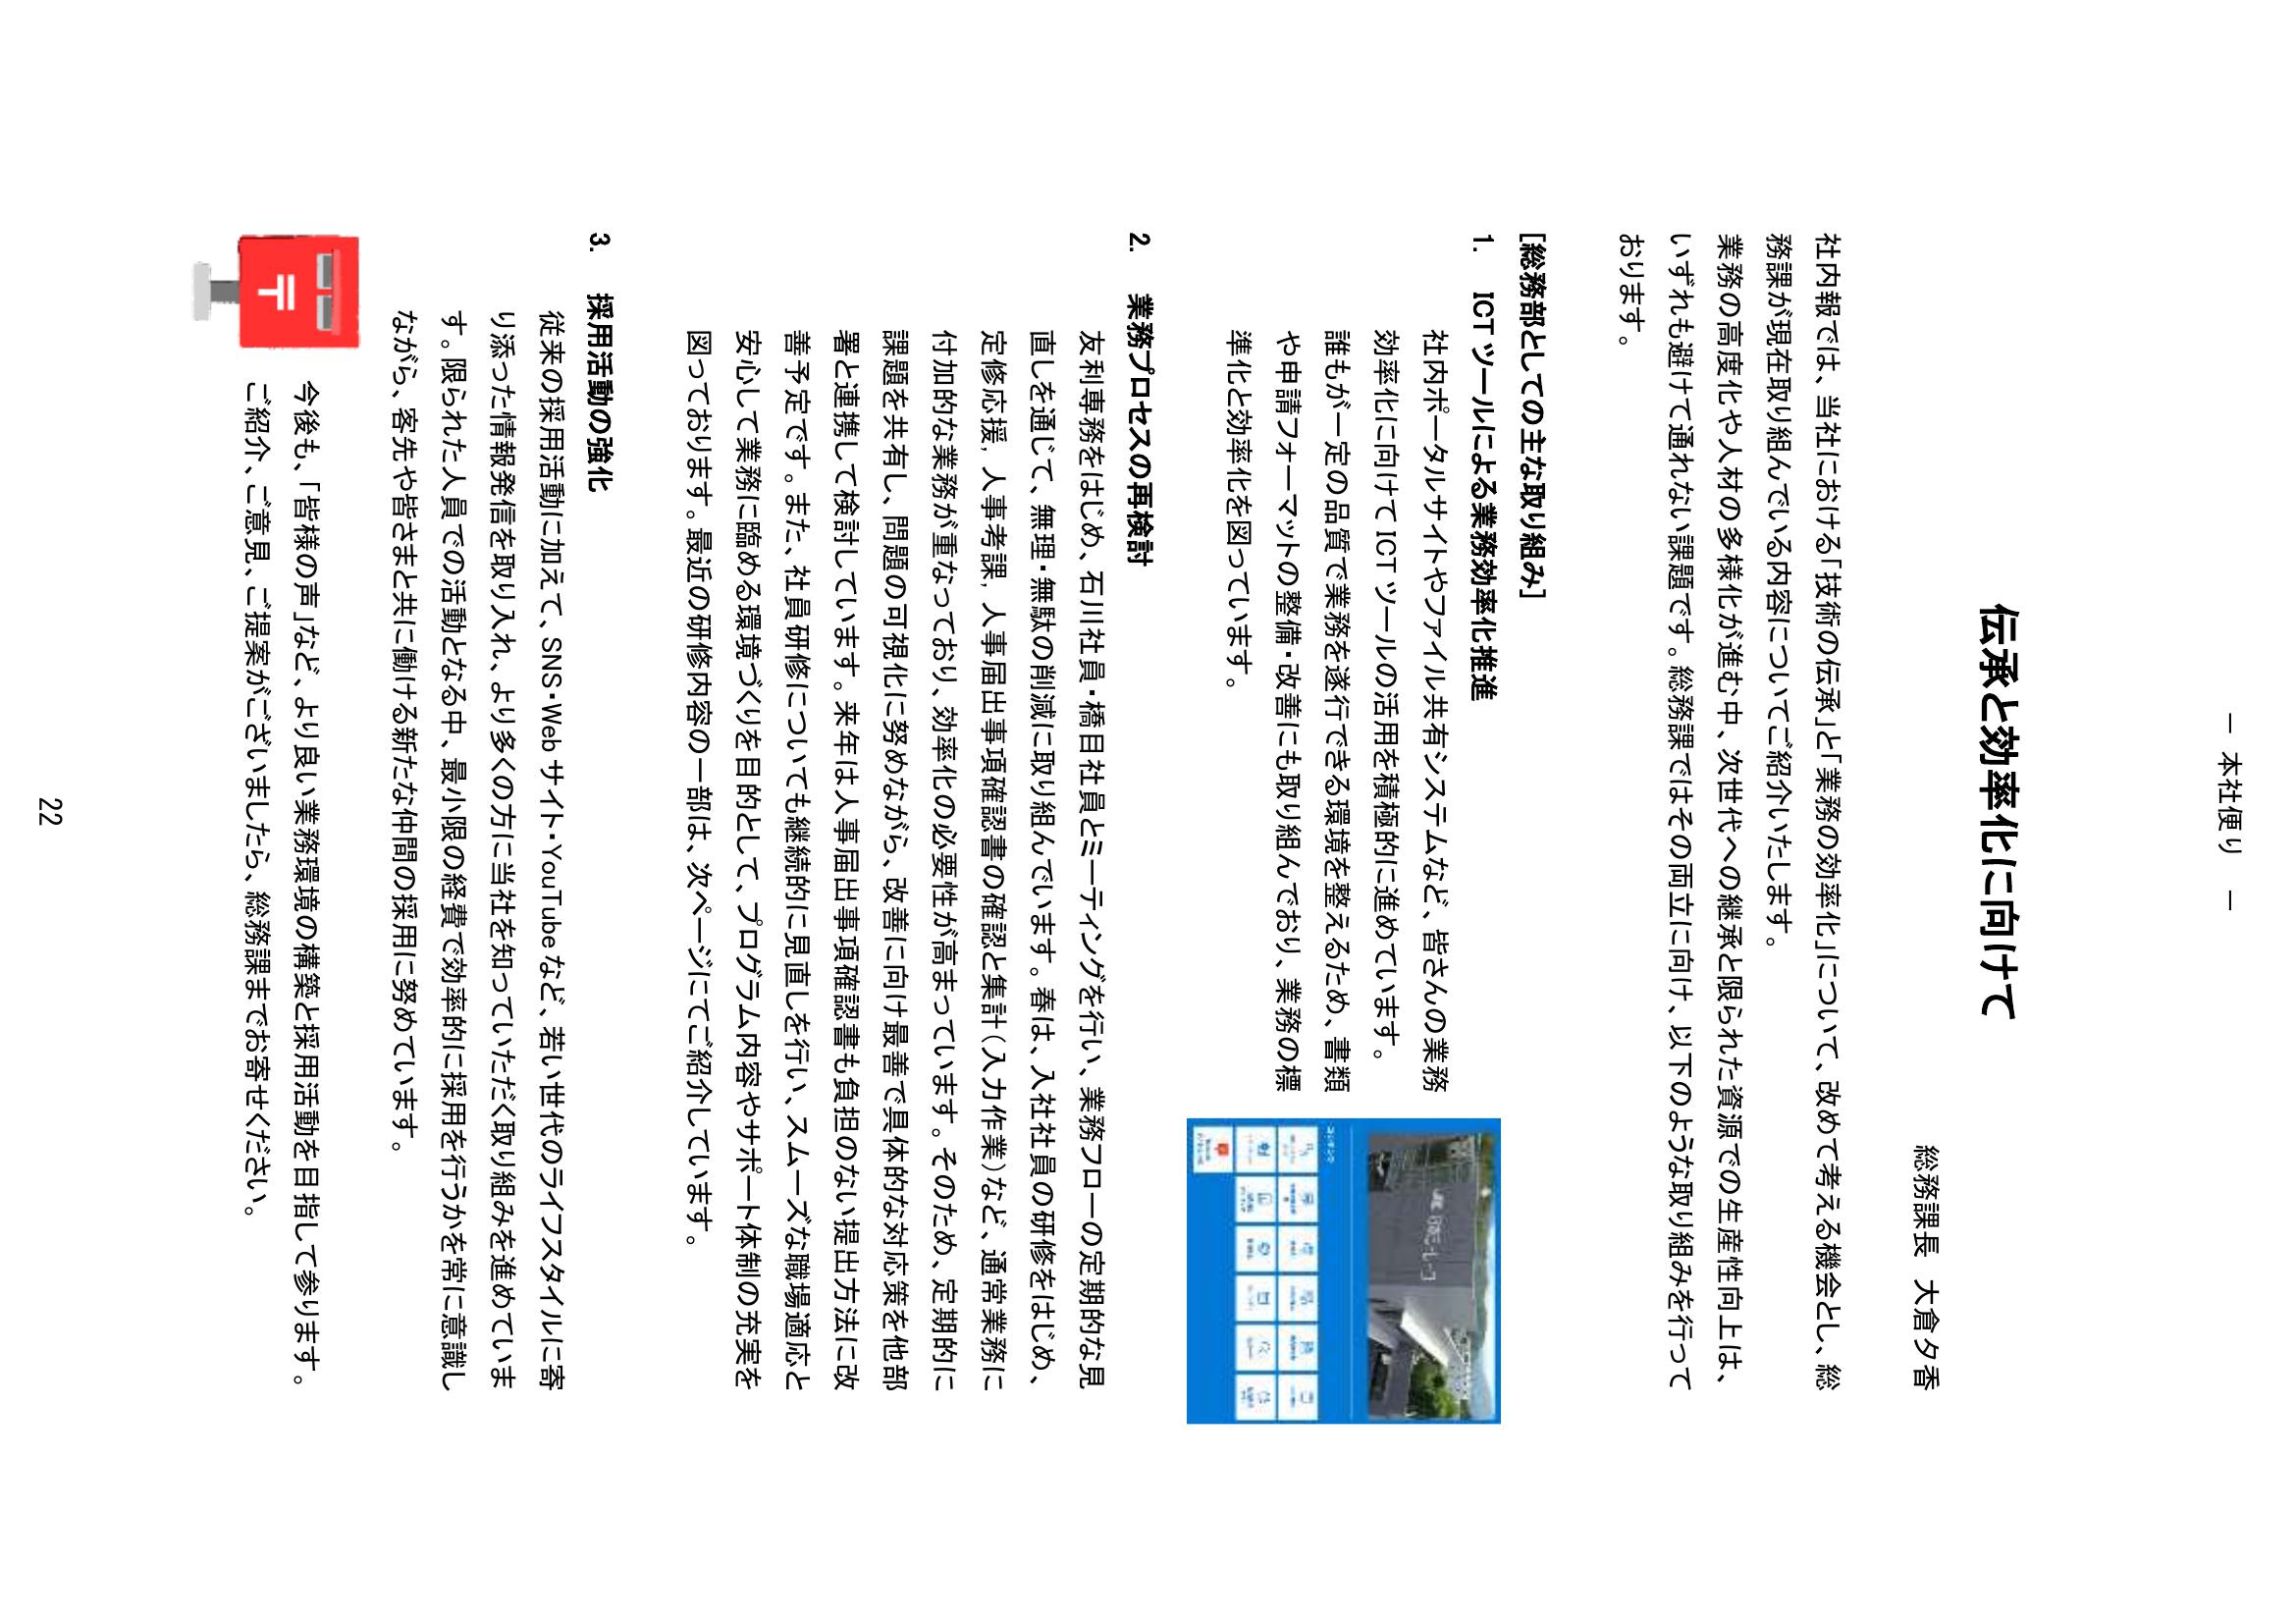 －　本社便り　－
伝承と効率化に向けて
総務課長　大倉夕香
社内報では、当社における「技術の伝承」と「業務の効率化」について、改めて考える機会とし、総
務課が現在取り組んでいる内容についてご紹介いたします。
業務の高度化や人材の多様化が進む中、次世代への継承と限られた資源での生産性向上は、
いずれも避けて通れない課題です。総務課ではその両立に向け、以下のような取り組みを行って
おります。
[総務部としての主な取り組み]
1.　ICT ツールによる業務効率化推進
社内ポータルサイトやファイル共有システムなど、皆さんの業務
効率化に向けて ICT ツールの活用を積極的に進めています。
誰もが一定の品質で業務を遂行できる環境を整えるため、書類
や申請フォーマットの整備・改善にも取り組んでおり、業務の標
準化と効率化を図っています。
2.　業務プロセスの再検討
友利専務をはじめ、石川社員・橋目社員とミーティングを行い、業務フローの定期的な見
直しを通じて、無理・無駄の削減に取り組んでいます。春は、入社社員の研修をはじめ、
定修応援，人事考課，人事届出事項確認書の確認と集計（入力作業）など、通常業務に
付加的な業務が重なっており、効率化の必要性が高まっています。そのため、定期的に
課題を共有し、問題の可視化に努めながら、改善に向け最善で具体的な対応策を他部
署と連携して検討しています。来年は人事届出事項確認書も負担のない提出方法に改
善予定です。また、社員研修についても継続的に見直しを行い、スムーズな職場適応と
安心して業務に臨める環境づくりを目的として、プログラム内容やサポート体制の充実を
図っております。最近の研修内容の一部は、次ページにてご紹介しています。
3.　採用活動の強化
従来の採用活動に加えて、SNS・Web サイト・YouTube など、若い世代のライフスタイルに寄
り添った情報発信を取り入れ、より多くの方に当社を知っていただく取り組みを進めていま
す。限られた人員での活動となる中、最小限の経費で効率的に採用を行うかを常に意識し
ながら、客先や皆さまと共に働ける新たな仲間の採用に努めています。
今後も、「皆様の声」など、より良い業務環境の構築と採用活動を目指して参ります。
ご紹介、ご意見、ご提案がございましたら、総務課までお寄せください。
22